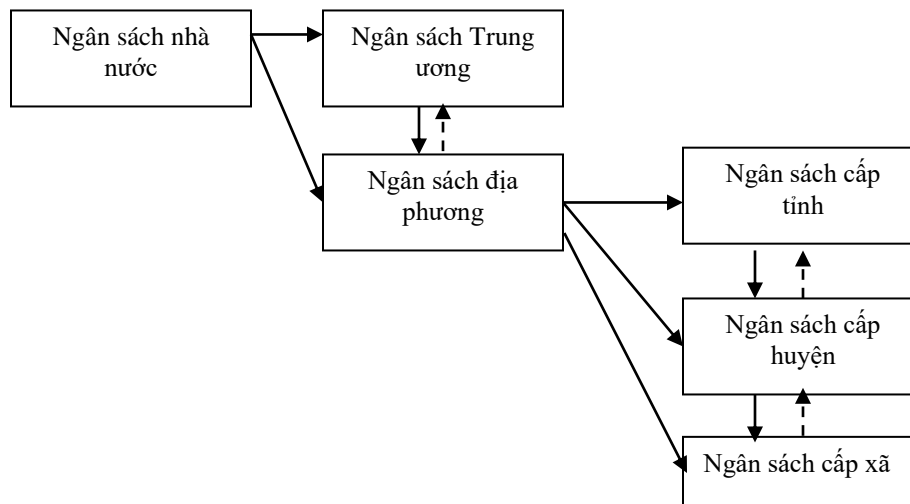 Ngân sách nhà
nước
Ngân sách Trung
ương
Ngân sách địa
phương
Ngân sách cấp
tỉnh
Ngân sách cấp
huyện
Ngân sách cấp xã